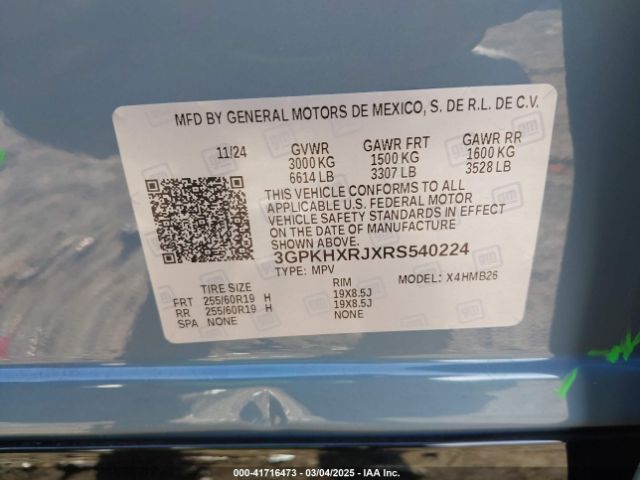 MFD BY GENERAL MOTORS DE MEXICO, S. DE R.L. DE C.V.
11/24 GVWR GAWR FRT GAWR RR
3000 KG 1500 KG 1600 KG
6614 LB 3307 LB 3528 LB
THIS VEHICLE CONFORMS TO ALL
APPLICABLE U.S. FEDERAL MOTOR
VEHICLE SAFETY STANDARDS IN EFFECT
ON THE DATE OF MANUFACTURE
SHOWN ABOVE.
3GPKHXRJXRS540224
TYPE: MPV MODEL: X4HMB26
TIRE SIZE RIM
FRT 255/60R19 H 19X8.5J
RR 255/60R19 H 19X8.5J
SPA NONE NONE
000-41716473 — 03/04/2025 — IAA Inc.